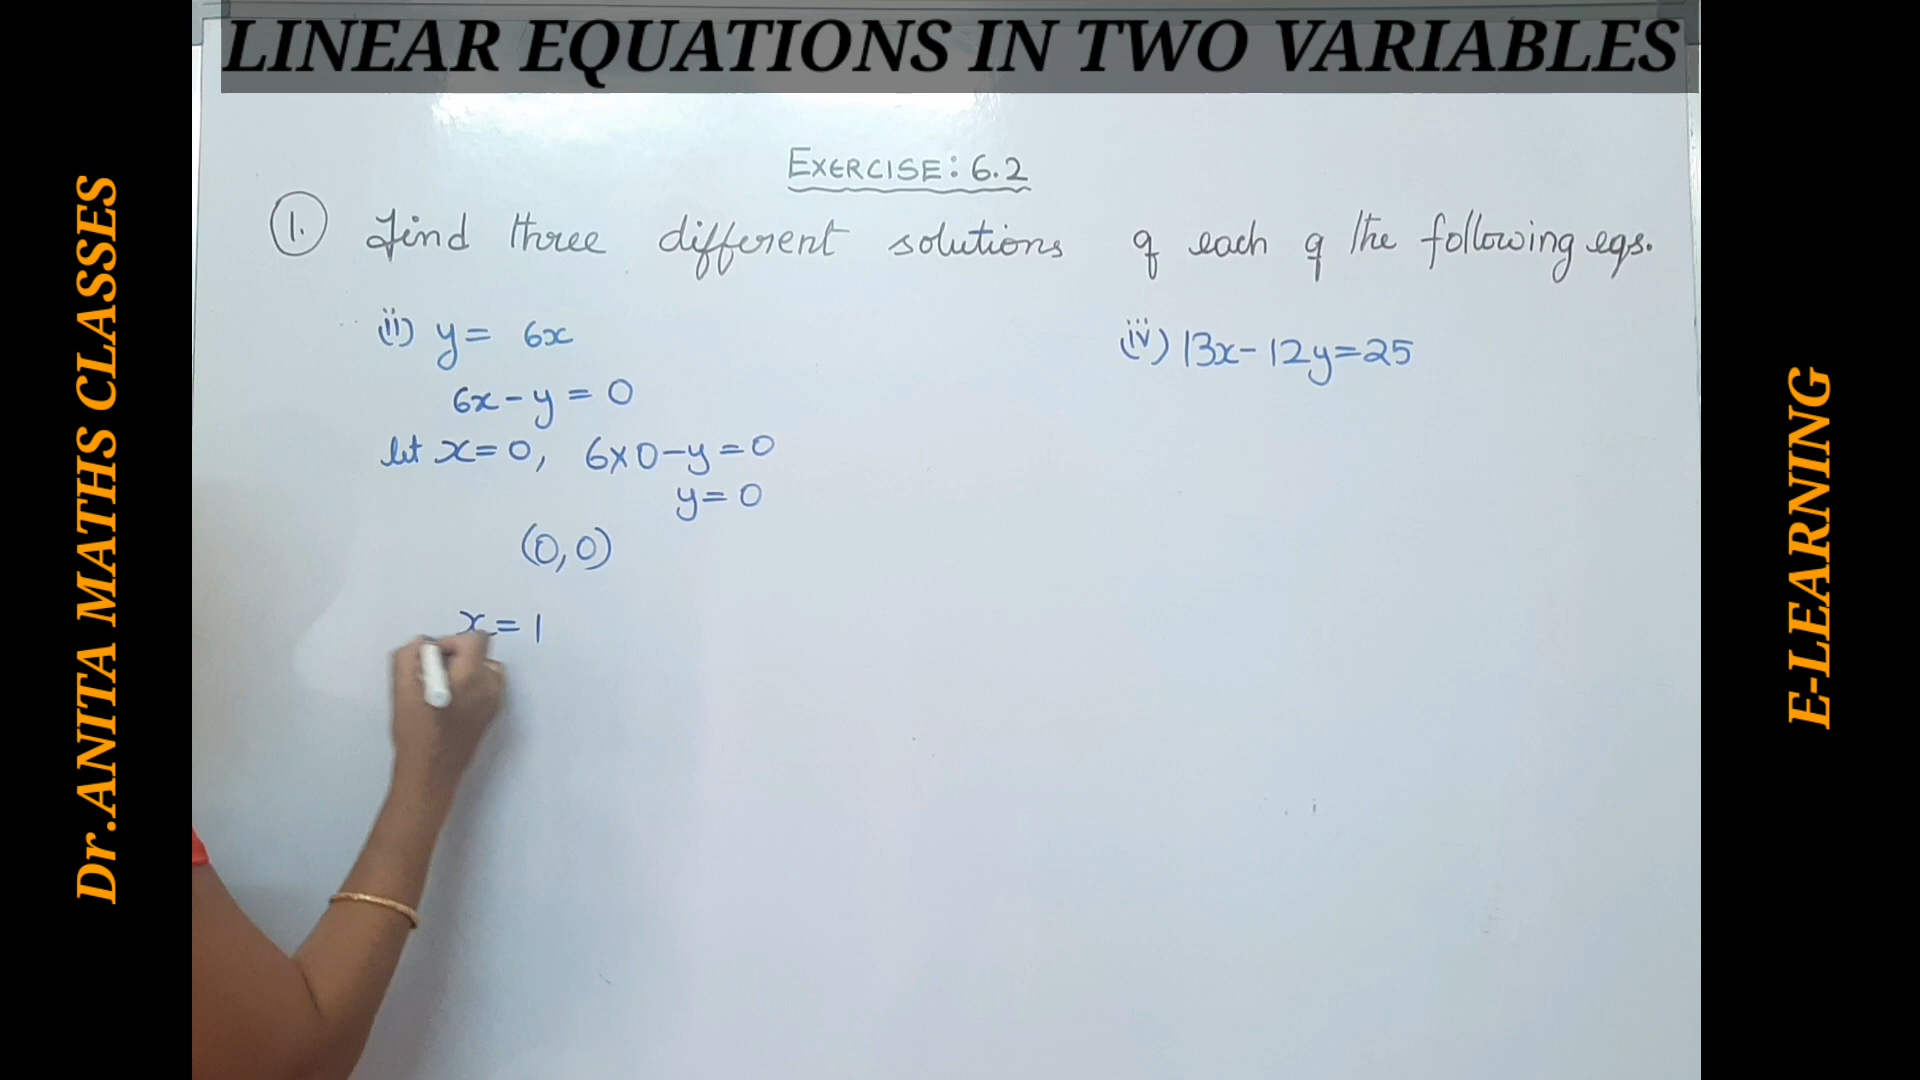 LINEAR EQUATIONS IN TWO VARIABLES
Dr.ANITA MATHS CLASSES
E-LEARNING
EXERCISE: 6.2
1. Find three different solutions of each of the following eqs.
(ii) y = 6x
6x - y = 0
let x = 0, 6x0 - y = 0
y = 0
(0, 0)
x = 1
(iv) 13x - 12y = 25